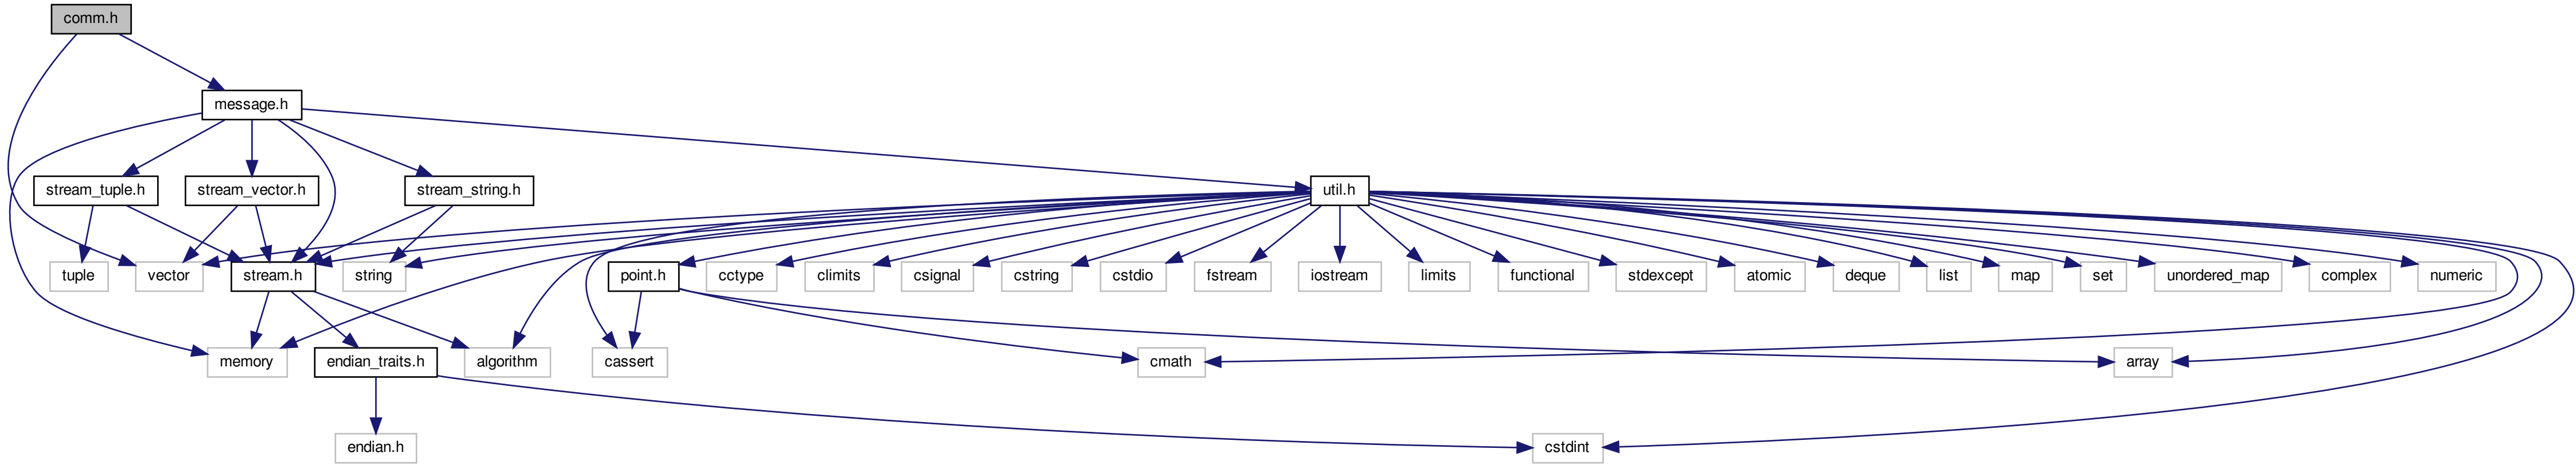 comm.h
message.h
stream_tuple.h
stream_vector.h
stream_string.h
util.h
tuple
vector
stream.h
string
point.h
cctype
climits
csignal
cstring
cstdio
fstream
iostream
limits
functional
stdexcept
atomic
deque
list
map
set
unordered_map
complex
numeric
memory
endian_traits.h
algorithm
cassert
cmath
array
endian.h
cstdint